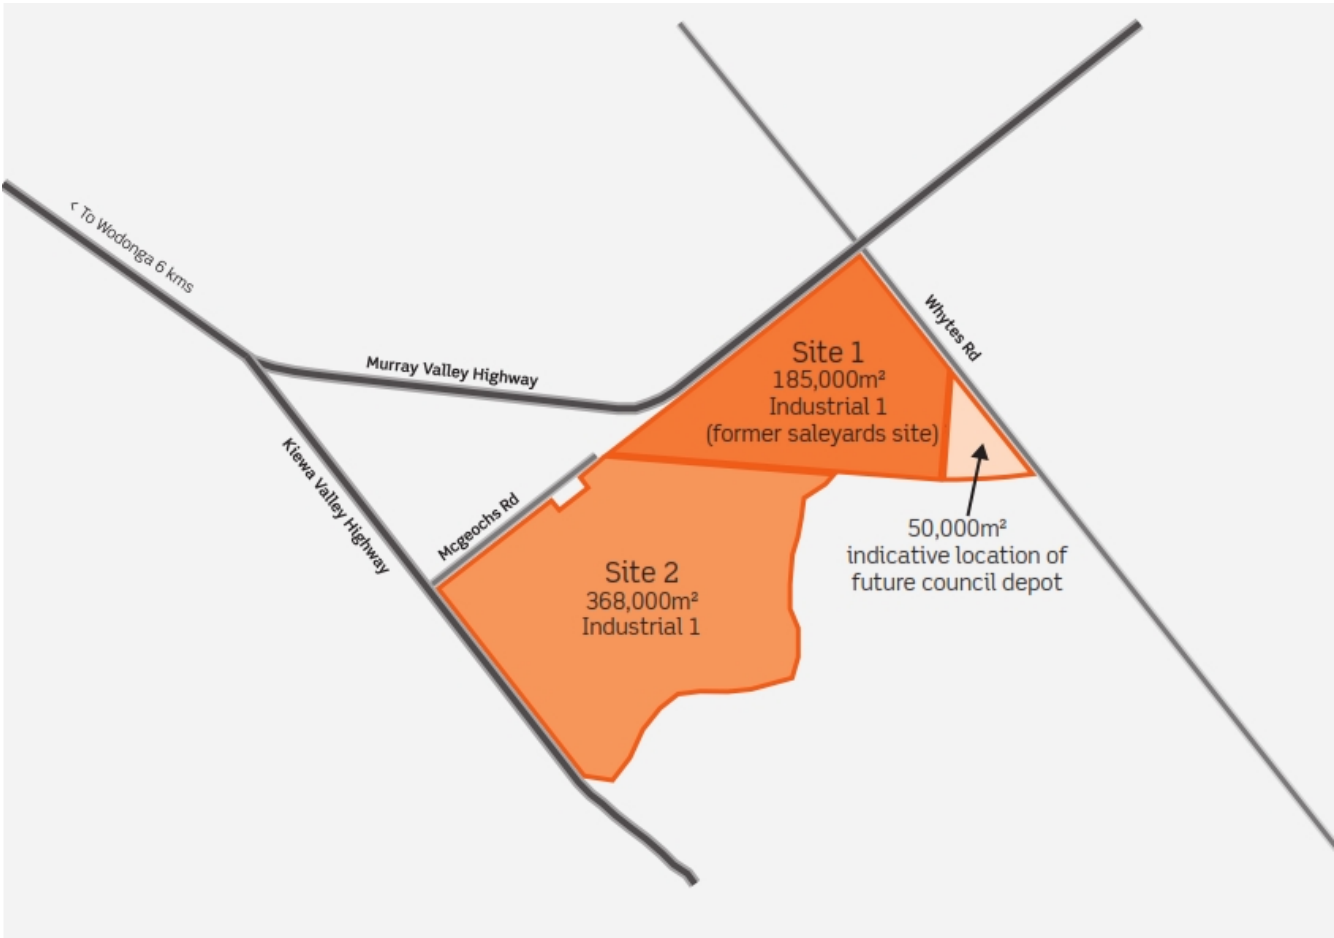 < To Wodonga 6 kms
Murray Valley Highway
Kiewa Valley Highway
Mcgeochs Rd
Whytes Rd
Site 1
185,000m²
Industrial 1
(former saleyards site)
50,000m²
indicative location of
future council depot
Site 2
368,000m²
Industrial 1